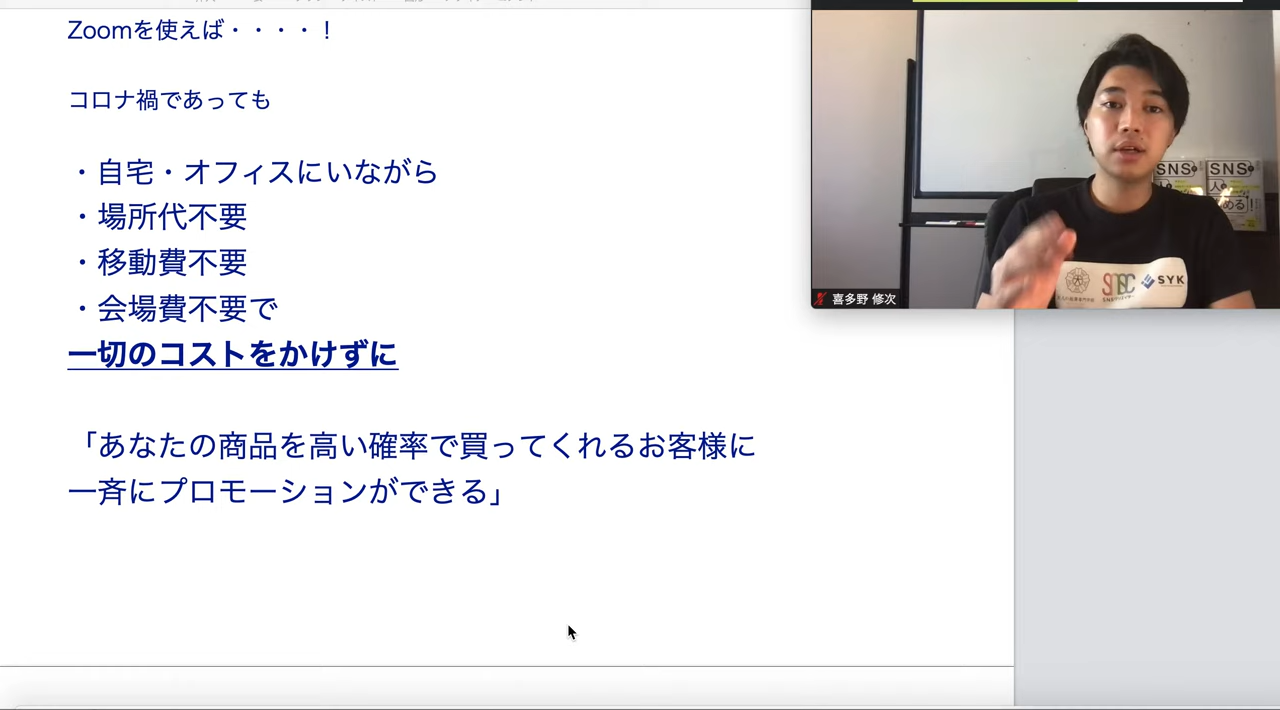 Zoomを使えば・・・・！
コロナ禍であっても
・自宅・オフィスにいながら
・場所代不要
・移動費不要
・会場費不要で
一切のコストをかけずに
「あなたの商品を高い確率で買ってくれるお客様に
一斉にプロモーションができる」
SNS
SNS
人
める！
SYK
喜多野 修次